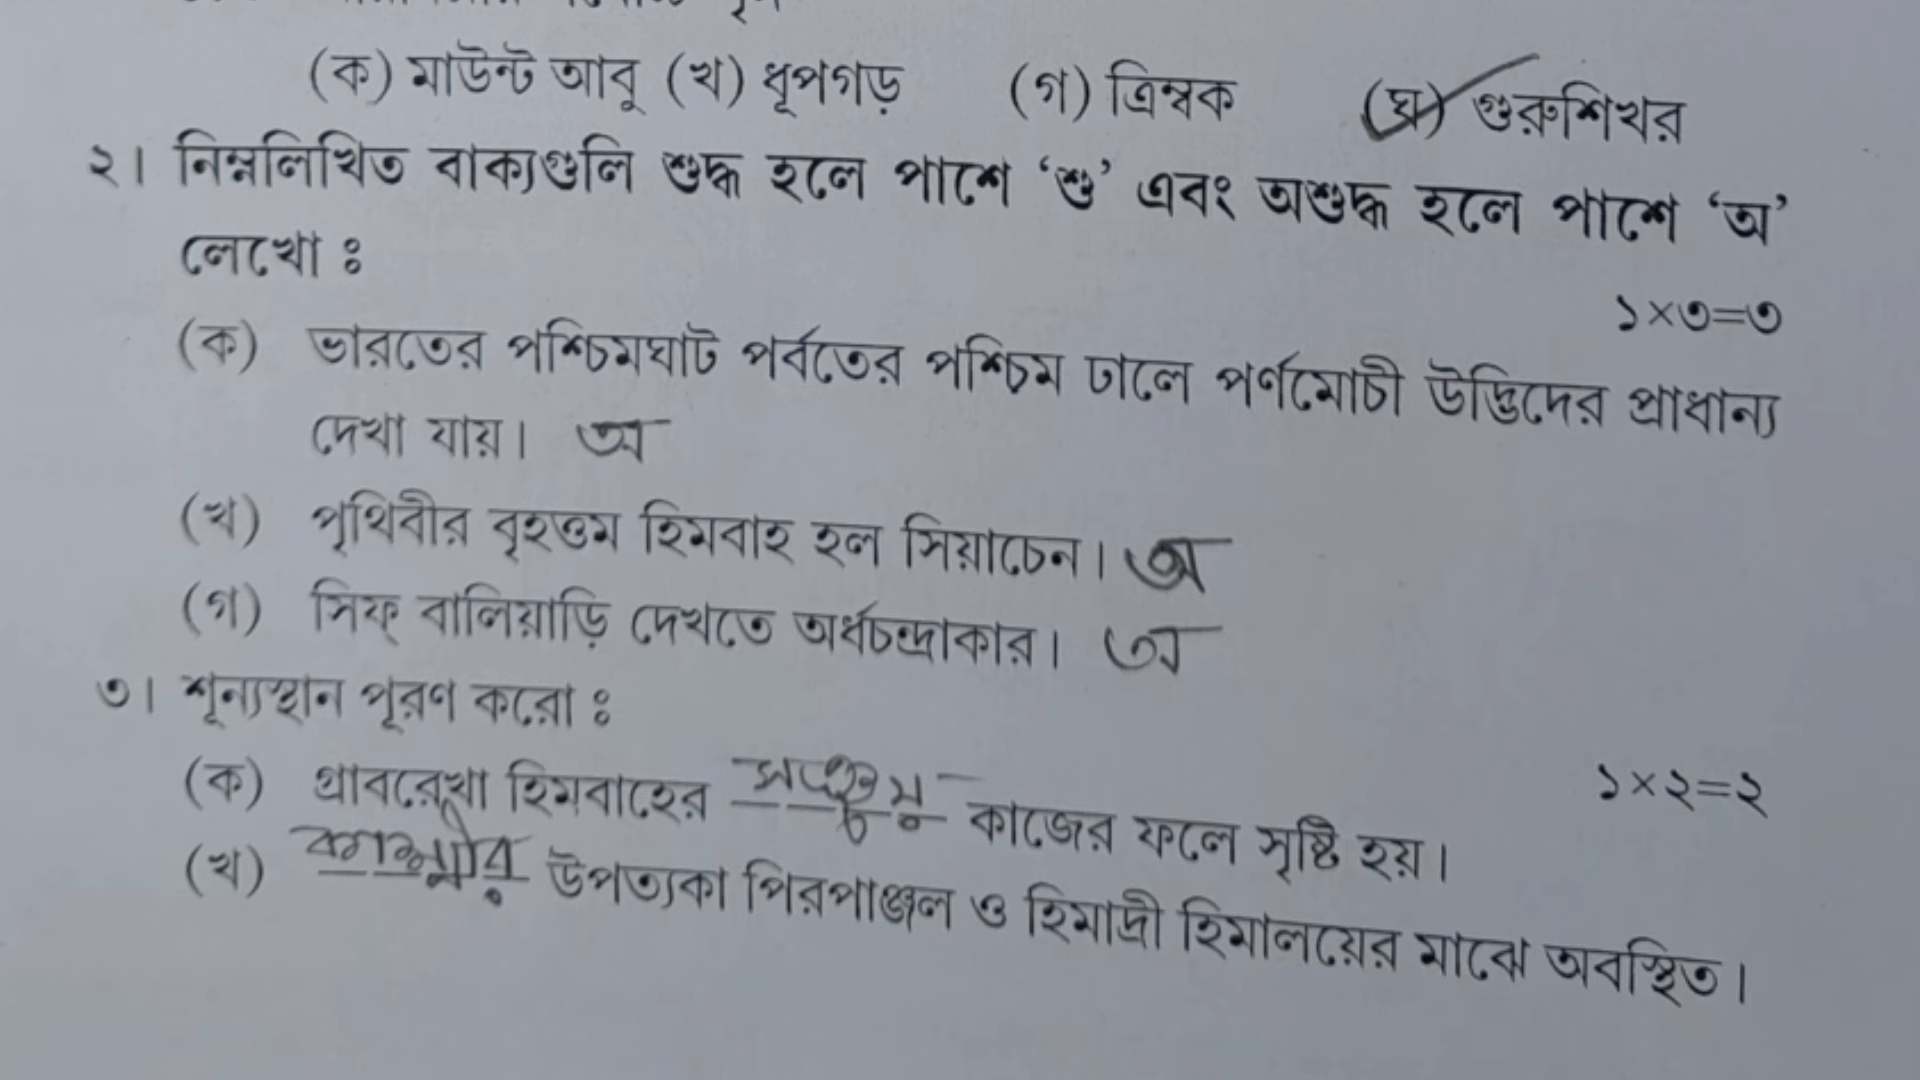 (ক) মাউন্ট আবু (খ) ধূপগড় (গ) ত্রিম্বক (ঘ) গুরুশিখর
২। নিম্নলিখিত বাক্যগুলি শুদ্ধ হলে পাশে ‘শু’ এবং অশুদ্ধ হলে পাশে ‘অ’
লেখো ঃ
১×৩=৩
(ক) ভারতের পশ্চিমঘাট পর্বতের পশ্চিম ঢালে পর্ণমোচী উদ্ভিদের প্রাধান্য
দেখা যায়। অ
(খ) পৃথিবীর বৃহত্তম হিমবাহ হল সিয়াচেন। অ
(গ) সিফ্ বালিয়াড়ি দেখতে অর্ধচন্দ্রাকার। অ
৩। শূন্যস্থান পূরণ করো ঃ
১×২=২
(ক) গ্রাবরেখা হিমবাহের সঞ্চয় কাজের ফলে সৃষ্টি হয়।
(খ) কাশ্মীর উপত্যকা পিরপাঞ্জল ও হিমাদ্রী হিমালয়ের মাঝে অবস্থিত।